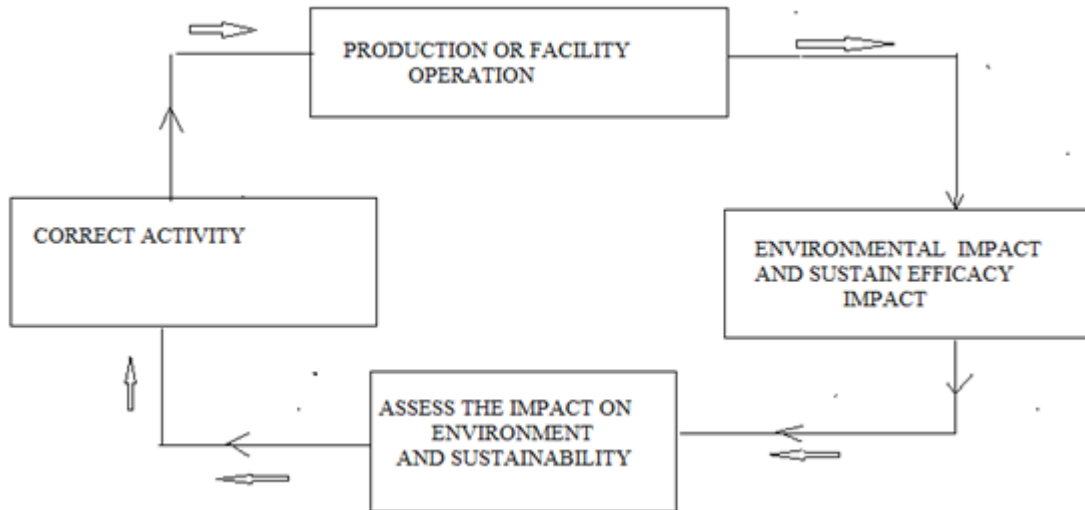 PRODUCTION OR FACILITY
OPERATION
CORRECT ACTIVITY
ENVIRONMENTAL IMPACT
AND SUSTAIN EFFICACY
IMPACT
ASSESS THE IMPACT ON
ENVIRONMENT
AND SUSTAINABILITY